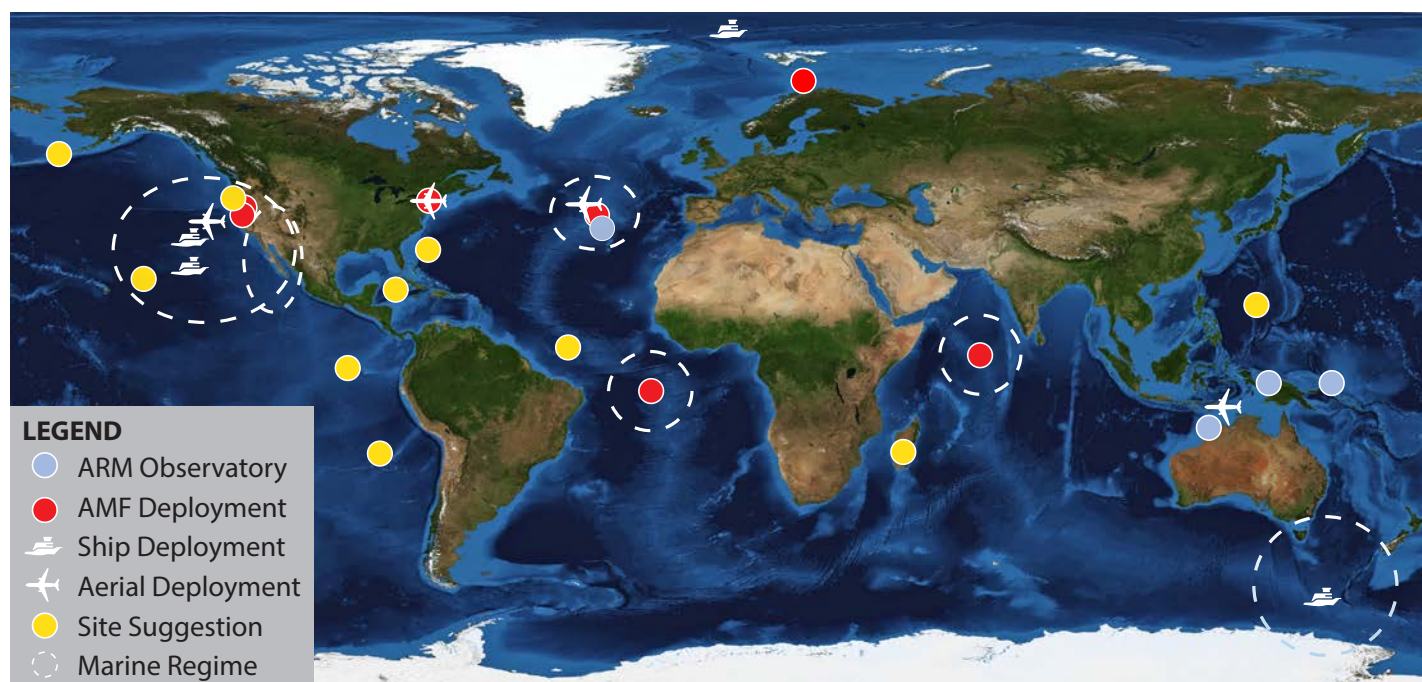 LEGEND
ARM Observatory
AMF Deployment
Ship Deployment
Aerial Deployment
Site Suggestion
Marine Regime